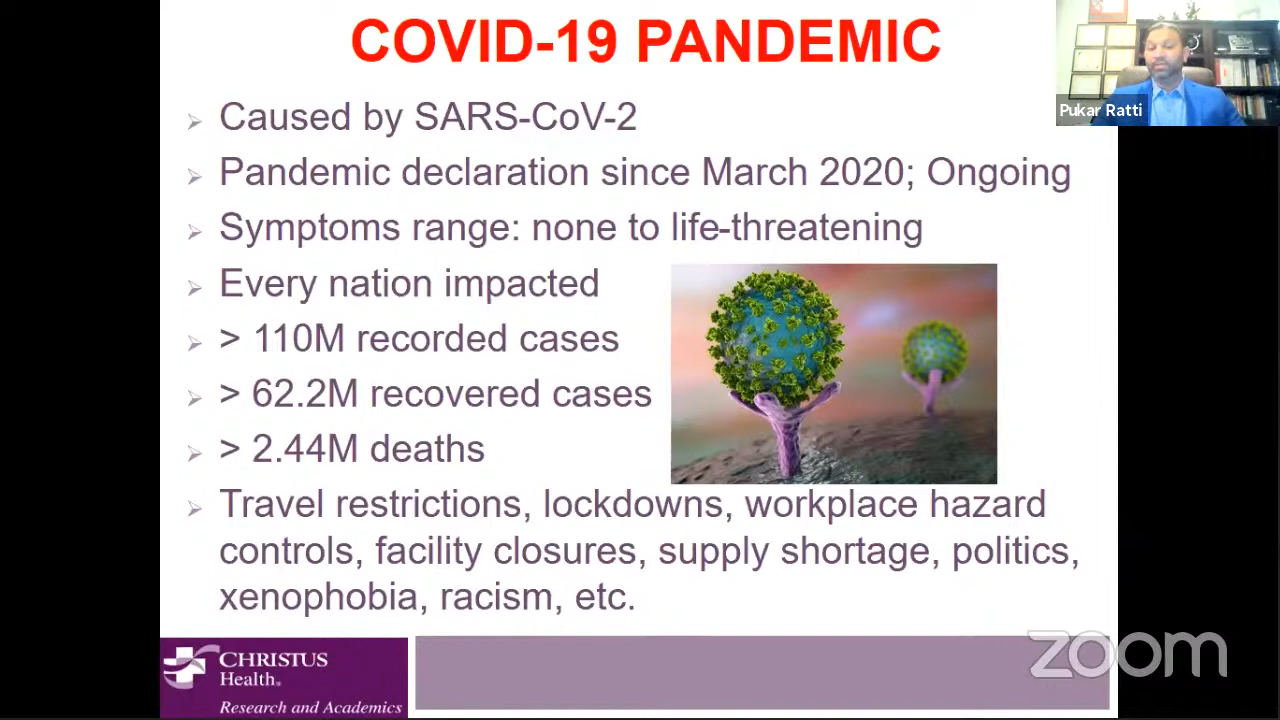 COVID-19 PANDEMIC
Pukar Ratti
Caused by SARS-CoV-2
Pandemic declaration since March 2020; Ongoing
Symptoms range: none to life-threatening
Every nation impacted
> 110M recorded cases
> 62.2M recovered cases
> 2.44M deaths
Travel restrictions, lockdowns, workplace hazard
controls, facility closures, supply shortage, politics,
xenophobia, racism, etc.
CHRISTUS
Health.
Research and Academics
zoom